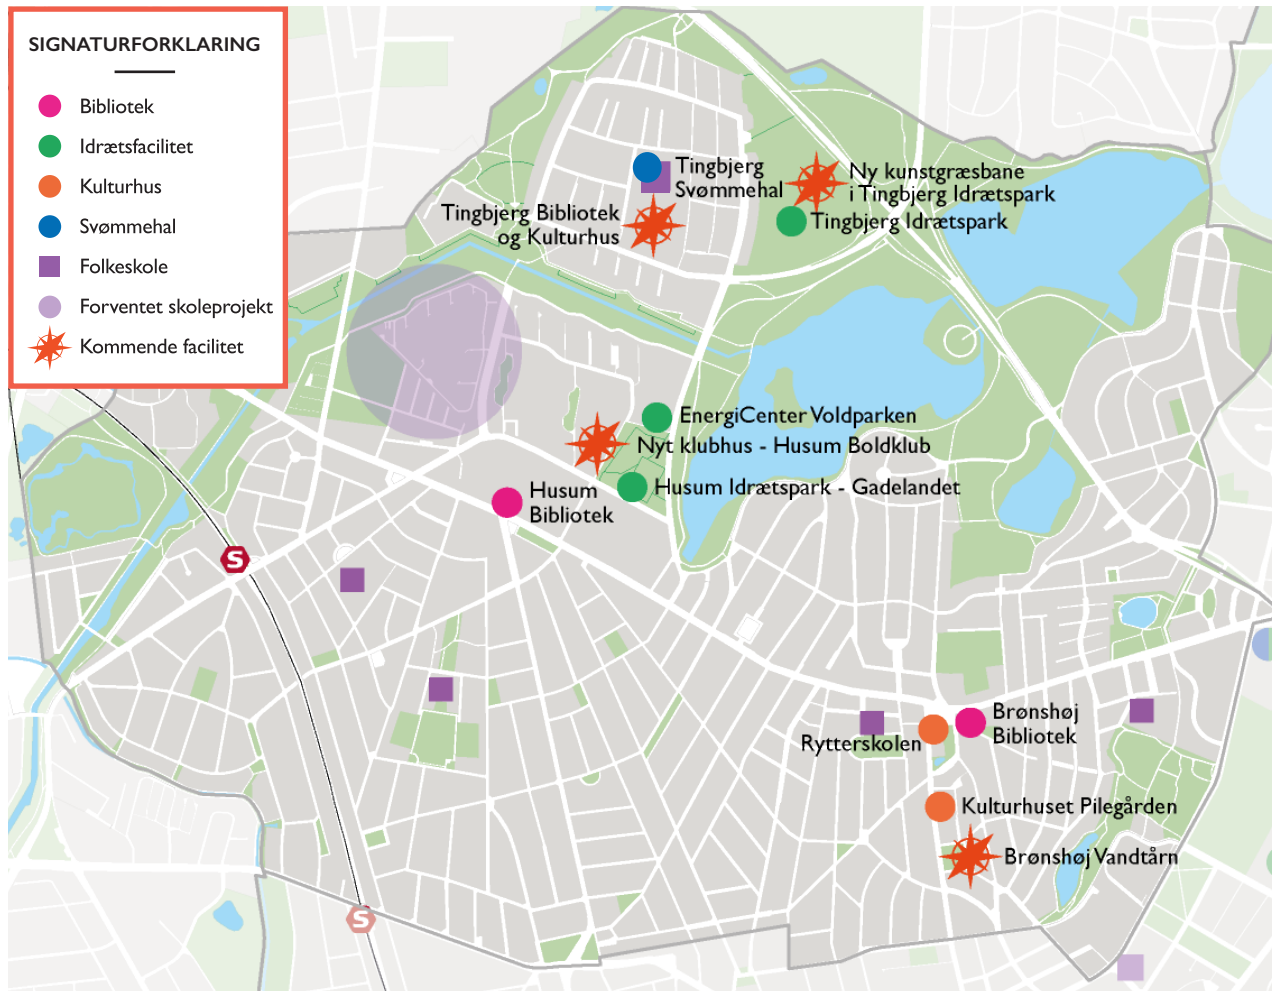 SIGNATURFORKLARING
Bibliotek
Idrætsfacilitet
Kulturhus
Svømmehal
Folkeskole
Forventet skoleprojekt
Kommende facilitet
Tingbjerg
Svømmehal
Ny kunstgræsbane
i Tingbjerg Idrætspark
Tingbjerg Bibliotek
og Kulturhus
Tingbjerg Idrætspark
EnergiCenter Voldparken
Nyt klubhus - Husum Boldklub
Husum Idrætspark - Gadelandet
Husum
Bibliotek
S
Brønshøj
Bibliotek
Rytterskolen
Kulturhuset Pilegården
Brønshøj Vandtårn
S